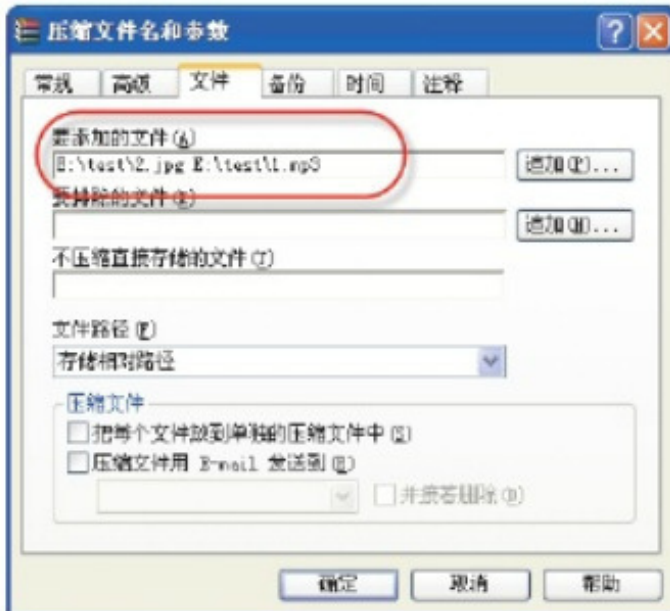 压缩文件名和参数
常规 高级 文件 备份 时间 注释
要添加的文件(A)
E:\test\2.jpg E:\test\1.mp3
追加(P)...
要排除的文件(E)
追加(N)...
不压缩直接存储的文件(T)
文件路径(F)
存储相对路径
压缩文件
把每个文件放到单独的压缩文件中(S)
压缩文件用 E-mail 发送到(E)
并接着删除(D)
确定 取消 帮助